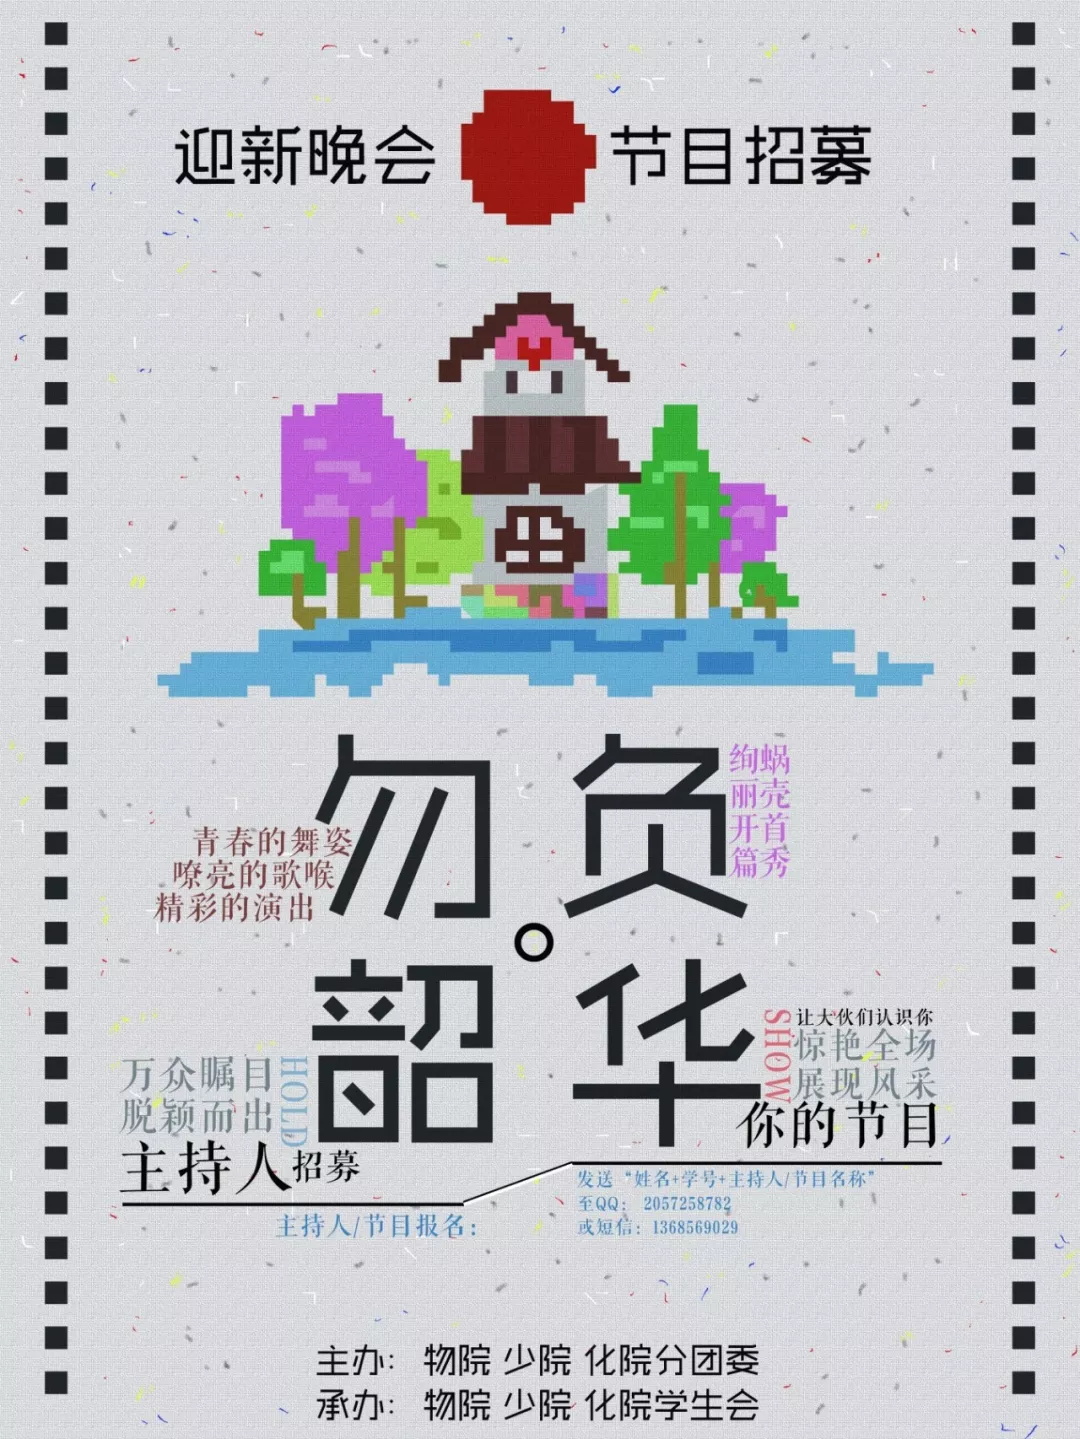 迎新晚会 节目招募
勿负
韶华
蜗壳首秀
绚丽开篇
青春的舞姿
嘹亮的歌喉
精彩的演出
万众瞩目
脱颖而出
HOLD
主持人招募
SHOW
让大伙们认识你
惊艳全场
展现风采
你的节目
主持人/节目报名：
发送“姓名+学号+主持人/节目名称”
至QQ： 2057258782
或短信：1368569029
主办： 物院 少院 化院分团委
承办： 物院 少院 化院学生会